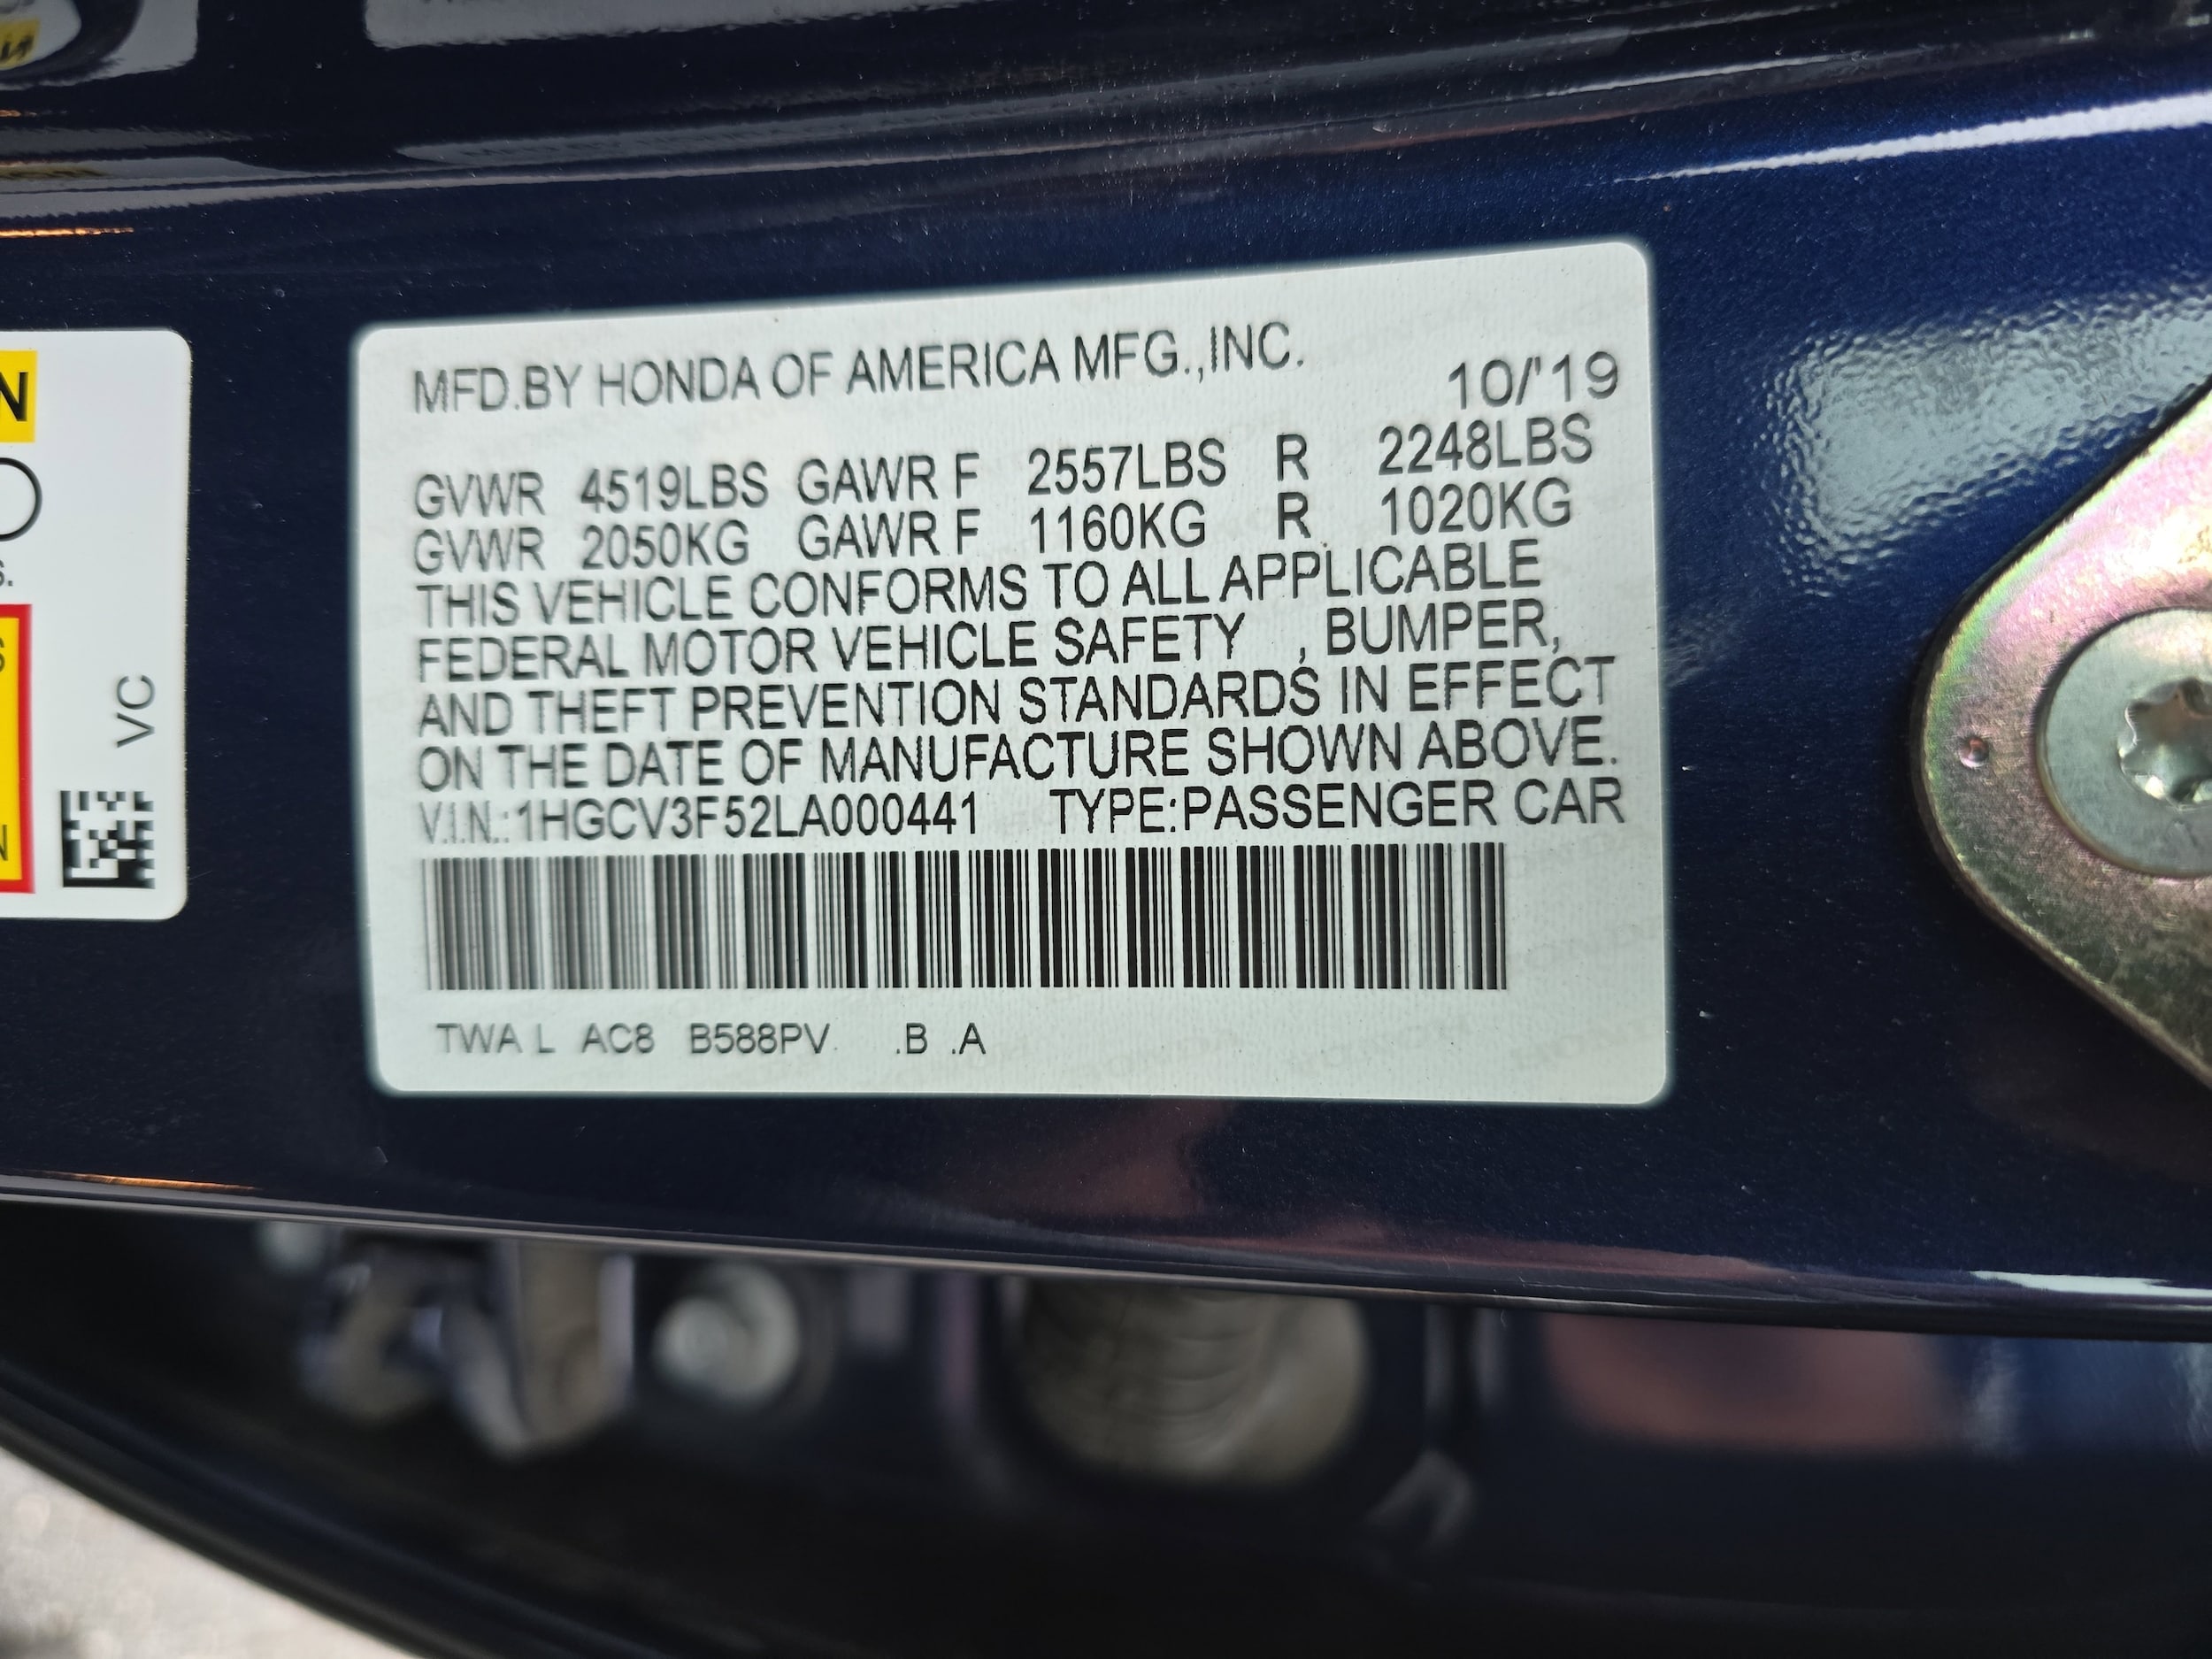 MFD.BY HONDA OF AMERICA MFG.,INC.
10/'19
GVWR 4519LBS GAWR F 2557LBS R 2248LBS
GVWR 2050KG GAWR F 1160KG R 1020KG
THIS VEHICLE CONFORMS TO ALL APPLICABLE
FEDERAL MOTOR VEHICLE SAFETY , BUMPER,
AND THEFT PREVENTION STANDARDS IN EFFECT
ON THE DATE OF MANUFACTURE SHOWN ABOVE.
V.I.N.:1HGCV3F52LA000441 TYPE:PASSENGER CAR
TWA L AC8 B588PV. .B .A
VC